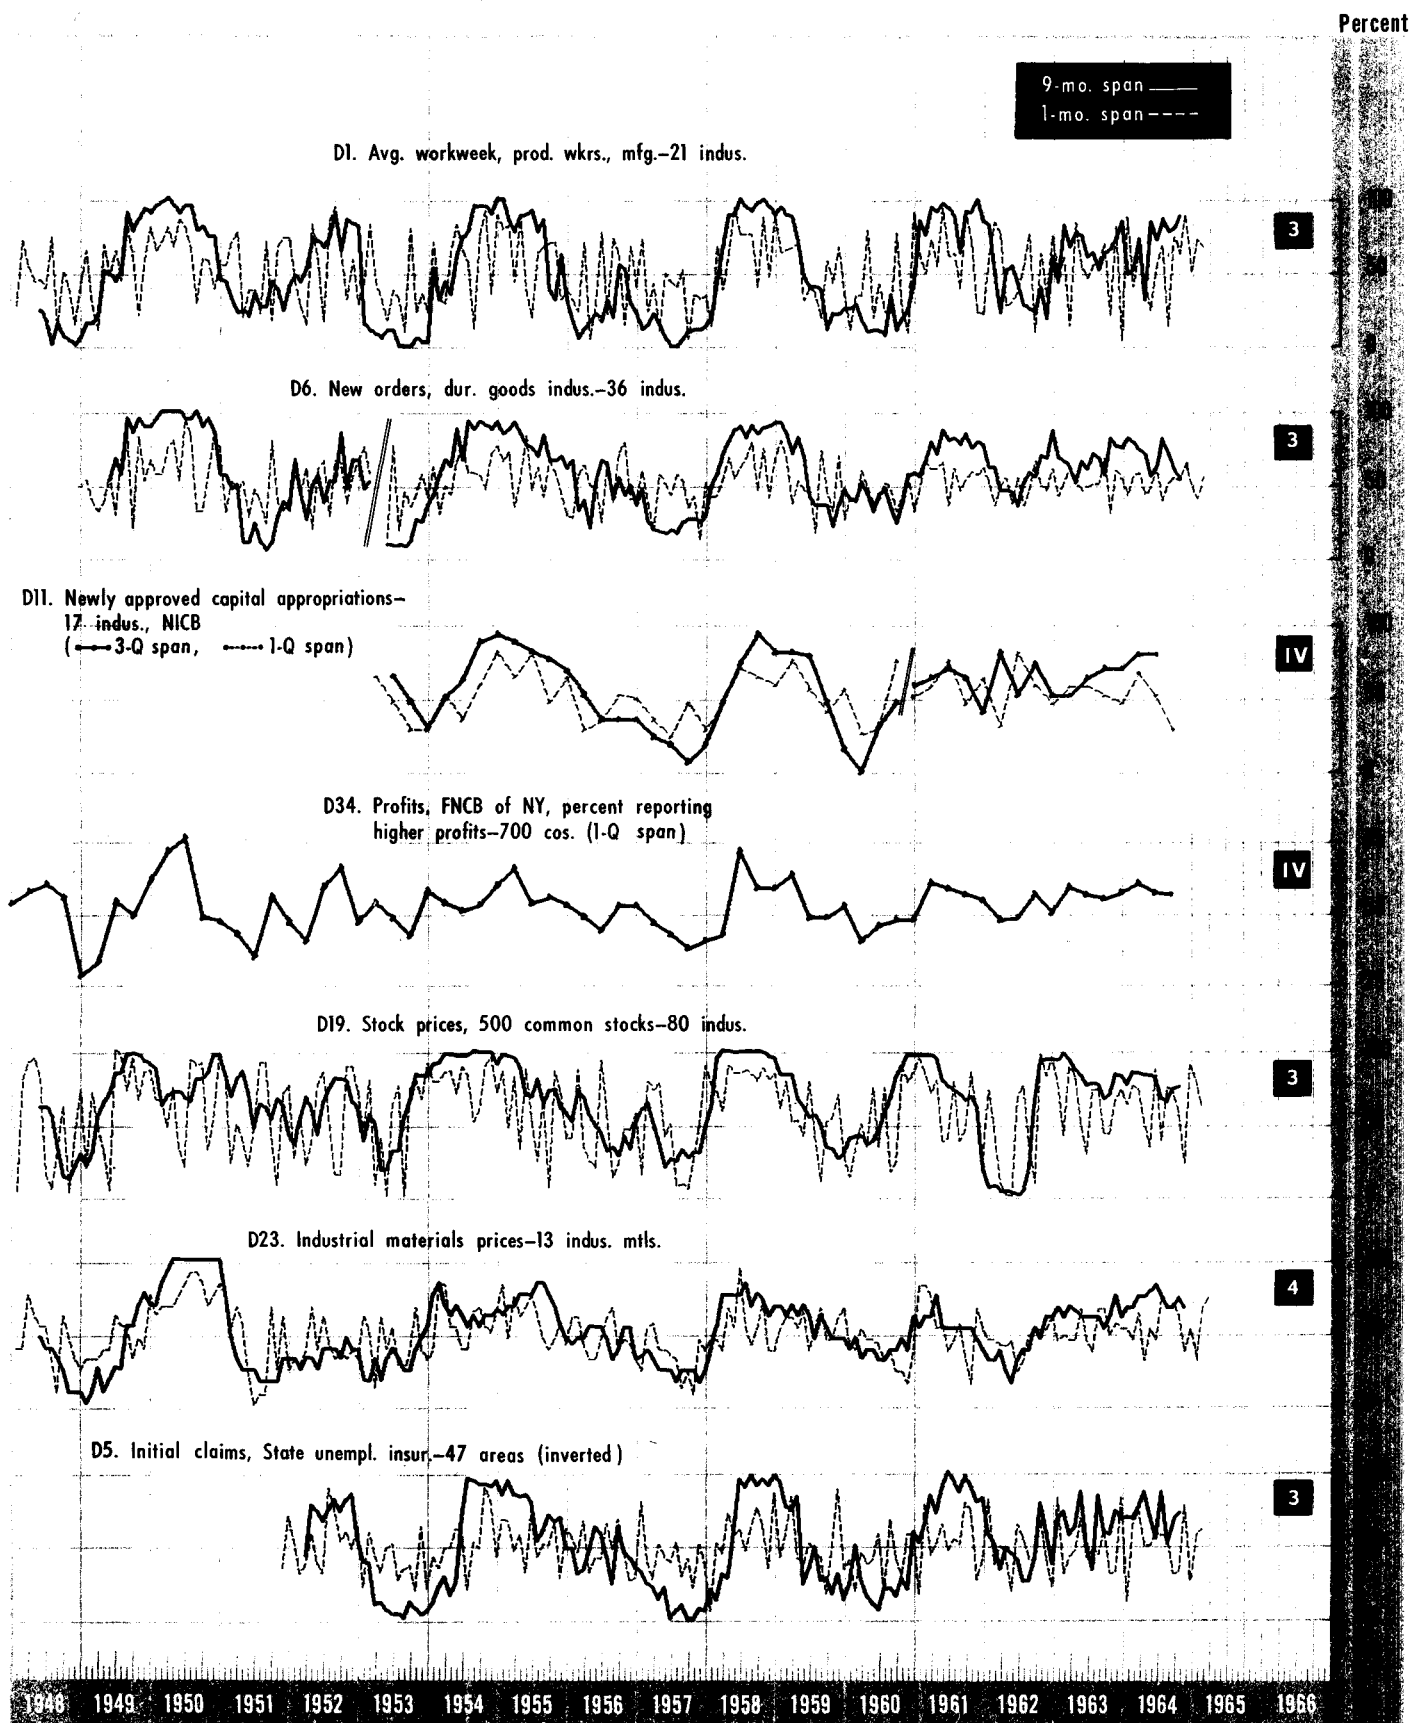 Percent
9-mo. span
1-mo. span
D1. Avg. workweek, prod. wkrs., mfg.—21 indus.
3
D6. New orders, dur. goods indus.—36 indus.
3
D11. Newly approved capital appropriations—
17 indus., NICB
( 3-Q span, 1-Q span)
IV
D34. Profits, FNCB of NY, percent reporting
higher profits—700 cos. (1-Q span)
IV
D19. Stock prices, 500 common stocks—80 indus.
3
D23. Industrial materials prices—13 indus. mtls.
4
D5. Initial claims, State unempl. insur.—47 areas (inverted)
3
1948 1949 1950 1951 1952 1953 1954 1955 1956 1957 1958 1959 1960 1961 1962 1963 1964 1965 1966